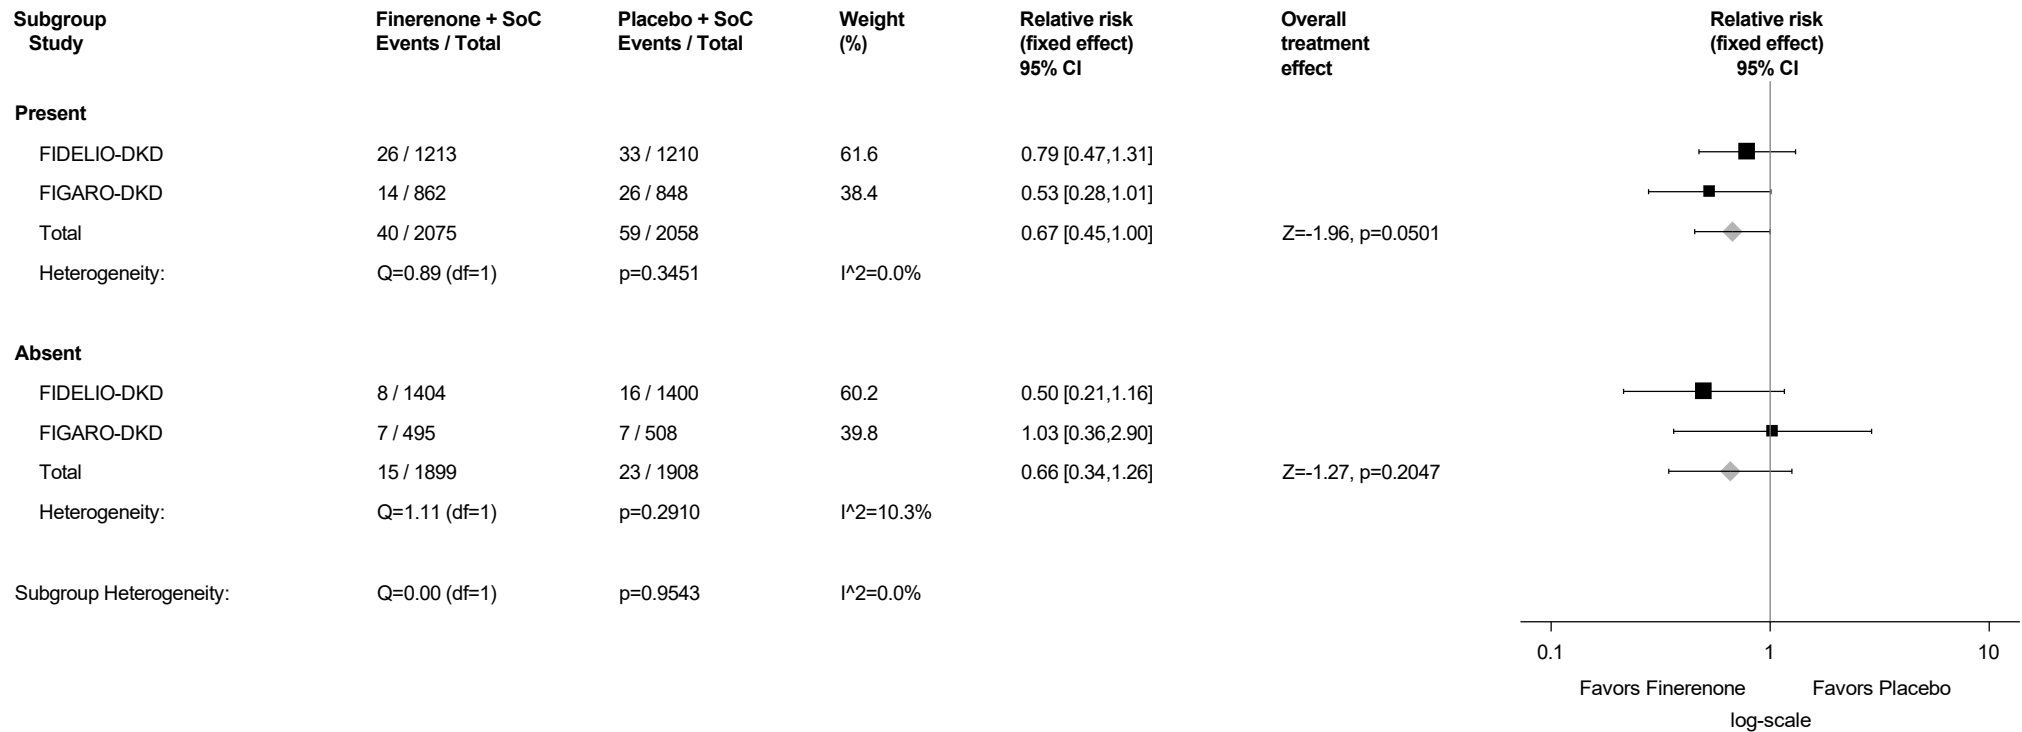 Subgroup Finerenone + SoC Placebo + SoC Weight Relative risk Overall Relative risk
Study Events / Total Events / Total (%) (fixed effect) treatment (fixed effect)
95% CI effect 95% CI
Present
FIDELIO-DKD 26 / 1213 33 / 1210 61.6 0.79 [0.47,1.31]
FIGARO-DKD 14 / 862 26 / 848 38.4 0.53 [0.28,1.01]
Total 40 / 2075 59 / 2058 0.67 [0.45,1.00] Z=-1.96, p=0.0501
Heterogeneity: Q=0.89 (df=1) p=0.3451 I^2=0.0%
Absent
FIDELIO-DKD 8 / 1404 16 / 1400 60.2 0.50 [0.21,1.16]
FIGARO-DKD 7 / 495 7 / 508 39.8 1.03 [0.36,2.90]
Total 15 / 1899 23 / 1908 0.66 [0.34,1.26] Z=-1.27, p=0.2047
Heterogeneity: Q=1.11 (df=1) p=0.2910 I^2=10.3%
Subgroup Heterogeneity: Q=0.00 (df=1) p=0.9543 I^2=0.0%
0.1 1 10
Favors Finerenone Favors Placebo
log-scale